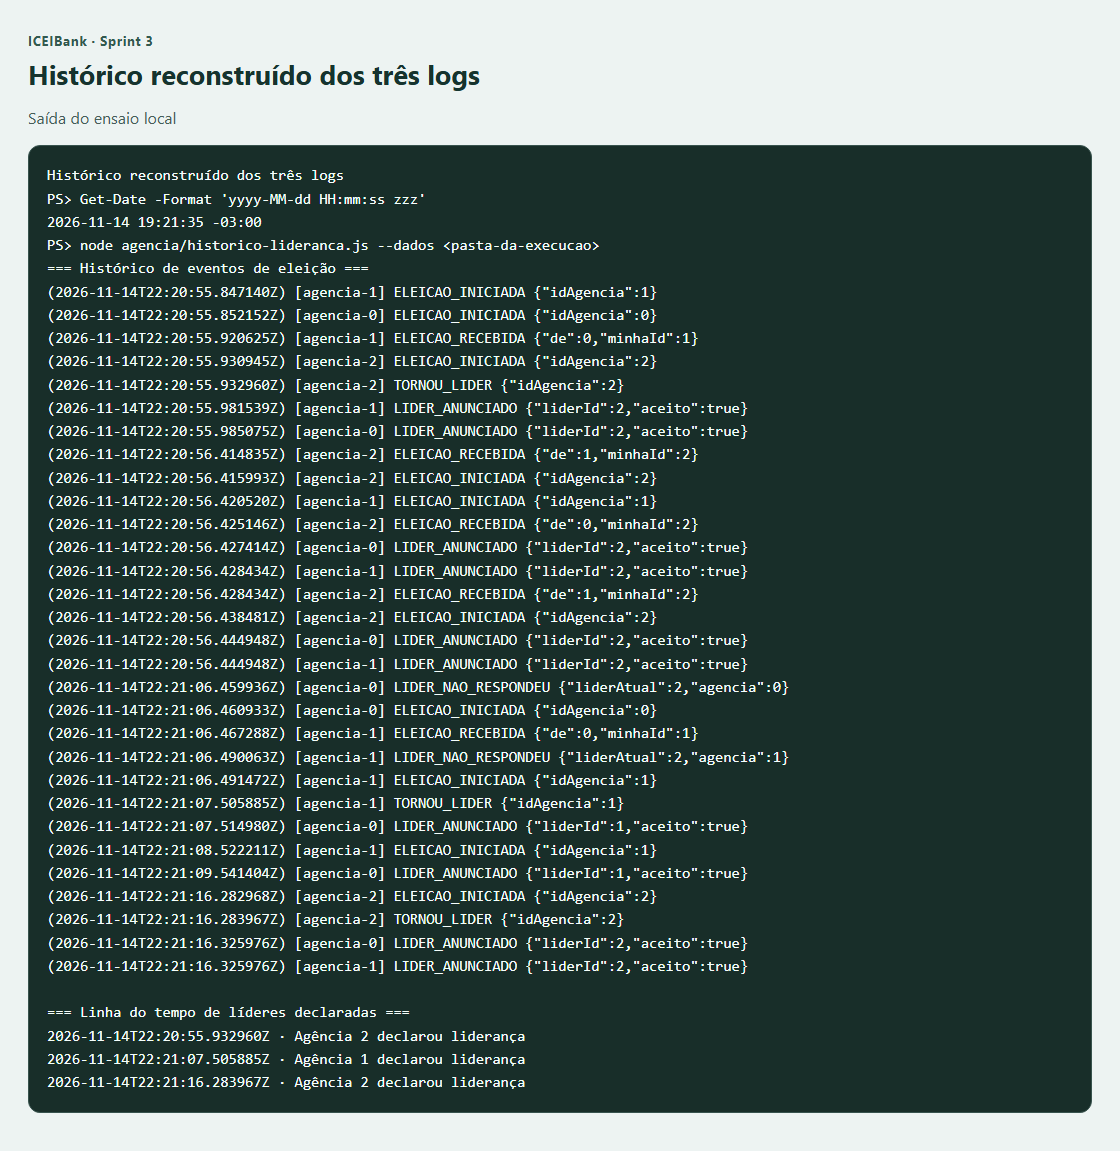 ICEIBank · Sprint 3
Histórico reconstruído dos três logs
Saída do ensaio local
Histórico reconstruído dos três logs
PS> Get-Date -Format 'yyyy-MM-dd HH:mm:ss zzz'
2026-11-14 19:21:35 -03:00
PS> node agencia/historico-lideranca.js --dados <pasta-da-execucao>
=== Histórico de eventos de eleição ===
(2026-11-14T22:20:55.847140Z) [agencia-1] ELEICAO_INICIADA {"idAgencia":1}
(2026-11-14T22:20:55.852152Z) [agencia-0] ELEICAO_INICIADA {"idAgencia":0}
(2026-11-14T22:20:55.920625Z) [agencia-1] ELEICAO_RECEBIDA {"de":0,"minhaId":1}
(2026-11-14T22:20:55.930945Z) [agencia-2] ELEICAO_INICIADA {"idAgencia":2}
(2026-11-14T22:20:55.932960Z) [agencia-2] TORNOU_LIDER {"idAgencia":2}
(2026-11-14T22:20:55.981539Z) [agencia-1] LIDER_ANUNCIADO {"liderId":2,"aceito":true}
(2026-11-14T22:20:55.985075Z) [agencia-0] LIDER_ANUNCIADO {"liderId":2,"aceito":true}
(2026-11-14T22:20:56.414835Z) [agencia-2] ELEICAO_RECEBIDA {"de":1,"minhaId":2}
(2026-11-14T22:20:56.415993Z) [agencia-2] ELEICAO_INICIADA {"idAgencia":2}
(2026-11-14T22:20:56.420520Z) [agencia-1] ELEICAO_INICIADA {"idAgencia":1}
(2026-11-14T22:20:56.425146Z) [agencia-2] ELEICAO_RECEBIDA {"de":0,"minhaId":2}
(2026-11-14T22:20:56.427414Z) [agencia-0] LIDER_ANUNCIADO {"liderId":2,"aceito":true}
(2026-11-14T22:20:56.428434Z) [agencia-1] LIDER_ANUNCIADO {"liderId":2,"aceito":true}
(2026-11-14T22:20:56.428434Z) [agencia-2] ELEICAO_RECEBIDA {"de":1,"minhaId":2}
(2026-11-14T22:20:56.438481Z) [agencia-2] ELEICAO_INICIADA {"idAgencia":2}
(2026-11-14T22:20:56.444948Z) [agencia-0] LIDER_ANUNCIADO {"liderId":2,"aceito":true}
(2026-11-14T22:20:56.444948Z) [agencia-1] LIDER_ANUNCIADO {"liderId":2,"aceito":true}
(2026-11-14T22:21:06.459936Z) [agencia-0] LIDER_NAO_RESPONDEU {"liderAtual":2,"agencia":0}
(2026-11-14T22:21:06.460933Z) [agencia-0] ELEICAO_INICIADA {"idAgencia":0}
(2026-11-14T22:21:06.467288Z) [agencia-1] ELEICAO_RECEBIDA {"de":0,"minhaId":1}
(2026-11-14T22:21:06.490063Z) [agencia-1] LIDER_NAO_RESPONDEU {"liderAtual":2,"agencia":1}
(2026-11-14T22:21:06.491472Z) [agencia-1] ELEICAO_INICIADA {"idAgencia":1}
(2026-11-14T22:21:07.505885Z) [agencia-1] TORNOU_LIDER {"idAgencia":1}
(2026-11-14T22:21:07.514980Z) [agencia-0] LIDER_ANUNCIADO {"liderId":1,"aceito":true}
(2026-11-14T22:21:08.522211Z) [agencia-1] ELEICAO_INICIADA {"idAgencia":1}
(2026-11-14T22:21:09.541404Z) [agencia-0] LIDER_ANUNCIADO {"liderId":1,"aceito":true}
(2026-11-14T22:21:16.282968Z) [agencia-2] ELEICAO_INICIADA {"idAgencia":2}
(2026-11-14T22:21:16.283967Z) [agencia-2] TORNOU_LIDER {"idAgencia":2}
(2026-11-14T22:21:16.325976Z) [agencia-0] LIDER_ANUNCIADO {"liderId":2,"aceito":true}
(2026-11-14T22:21:16.325976Z) [agencia-1] LIDER_ANUNCIADO {"liderId":2,"aceito":true}
=== Linha do tempo de líderes declaradas ===
2026-11-14T22:20:55.932960Z · Agência 2 declarou liderança
2026-11-14T22:21:07.505885Z · Agência 1 declarou liderança
2026-11-14T22:21:16.283967Z · Agência 2 declarou liderança